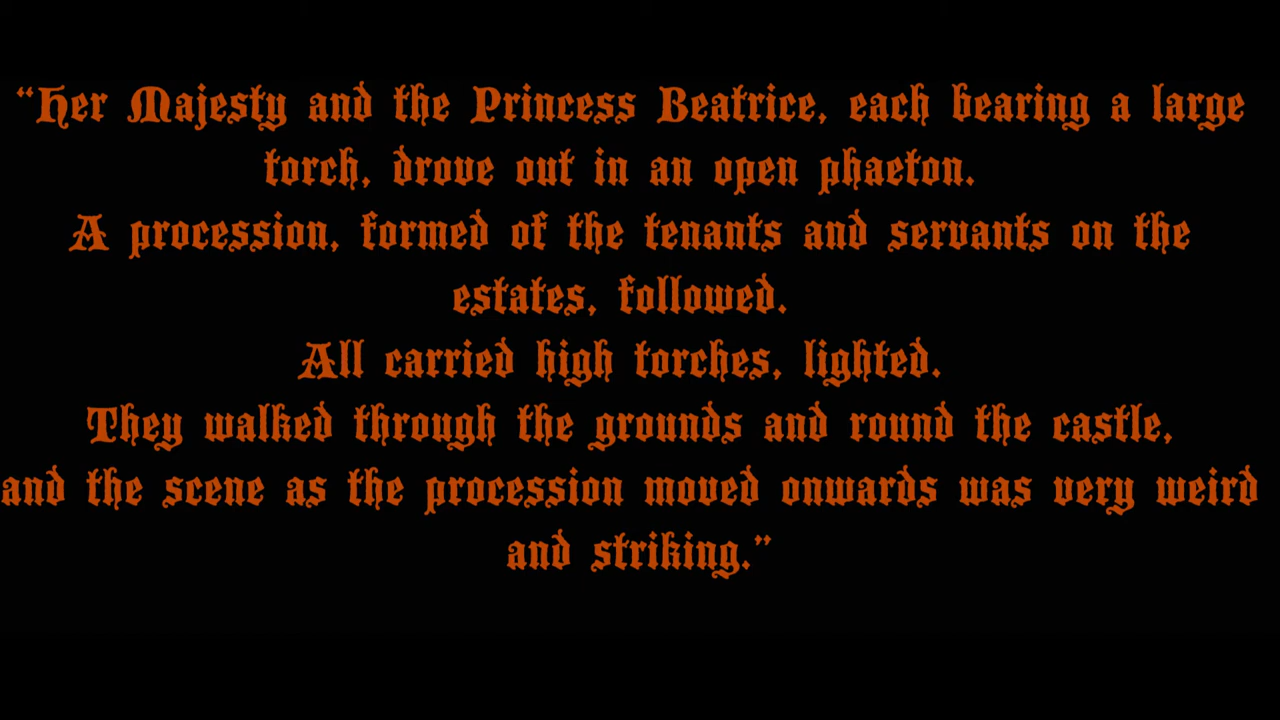 “Her Majesty and the Princess Beatrice, each bearing a large
torch, drove out in an open phaeton.
A procession, formed of the tenants and servants on the
estates, followed.
All carried high torches, lighted.
They walked through the grounds and round the castle,
and the scene as the procession moved onwards was very weird
and striking.”